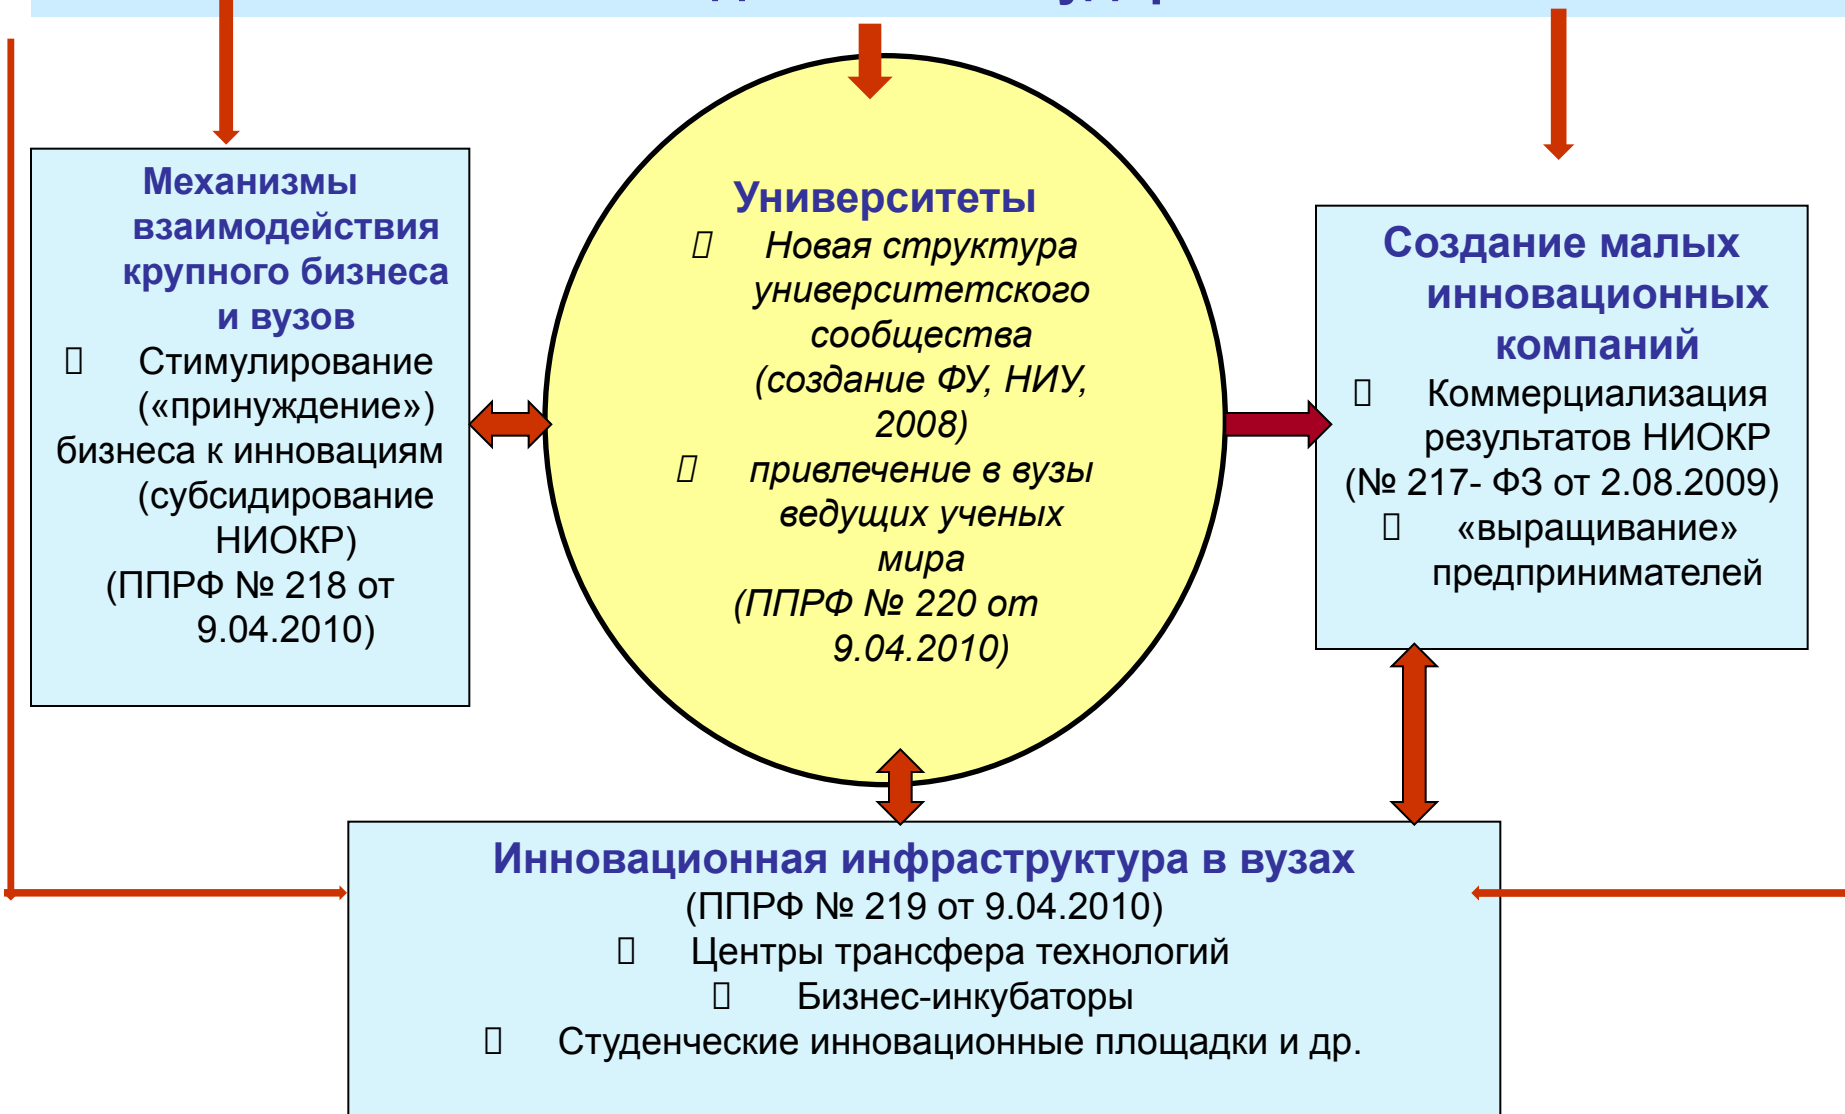 Механизмы
взаимодействия
крупного бизнеса
и вузов
Стимулирование
(«принуждение»)
бизнеса к инновациям
(субсидирование
НИОКР)
(ППРФ № 218 от
9.04.2010)
Университеты
Новая структура
университетского
сообщества
(создание ФУ, НИУ,
2008)
привлечение в вузы
ведущих ученых
мира
(ППРФ № 220 от
9.04.2010)
Создание малых
инновационных
компаний
Коммерциализация
результатов НИОКР
(№ 217- ФЗ от 2.08.2009)
«выращивание»
предпринимателей
Инновационная инфраструктура в вузах
(ППРФ № 219 от 9.04.2010)
Центры трансфера технологий
Бизнес-инкубаторы
Студенческие инновационные площадки и др.